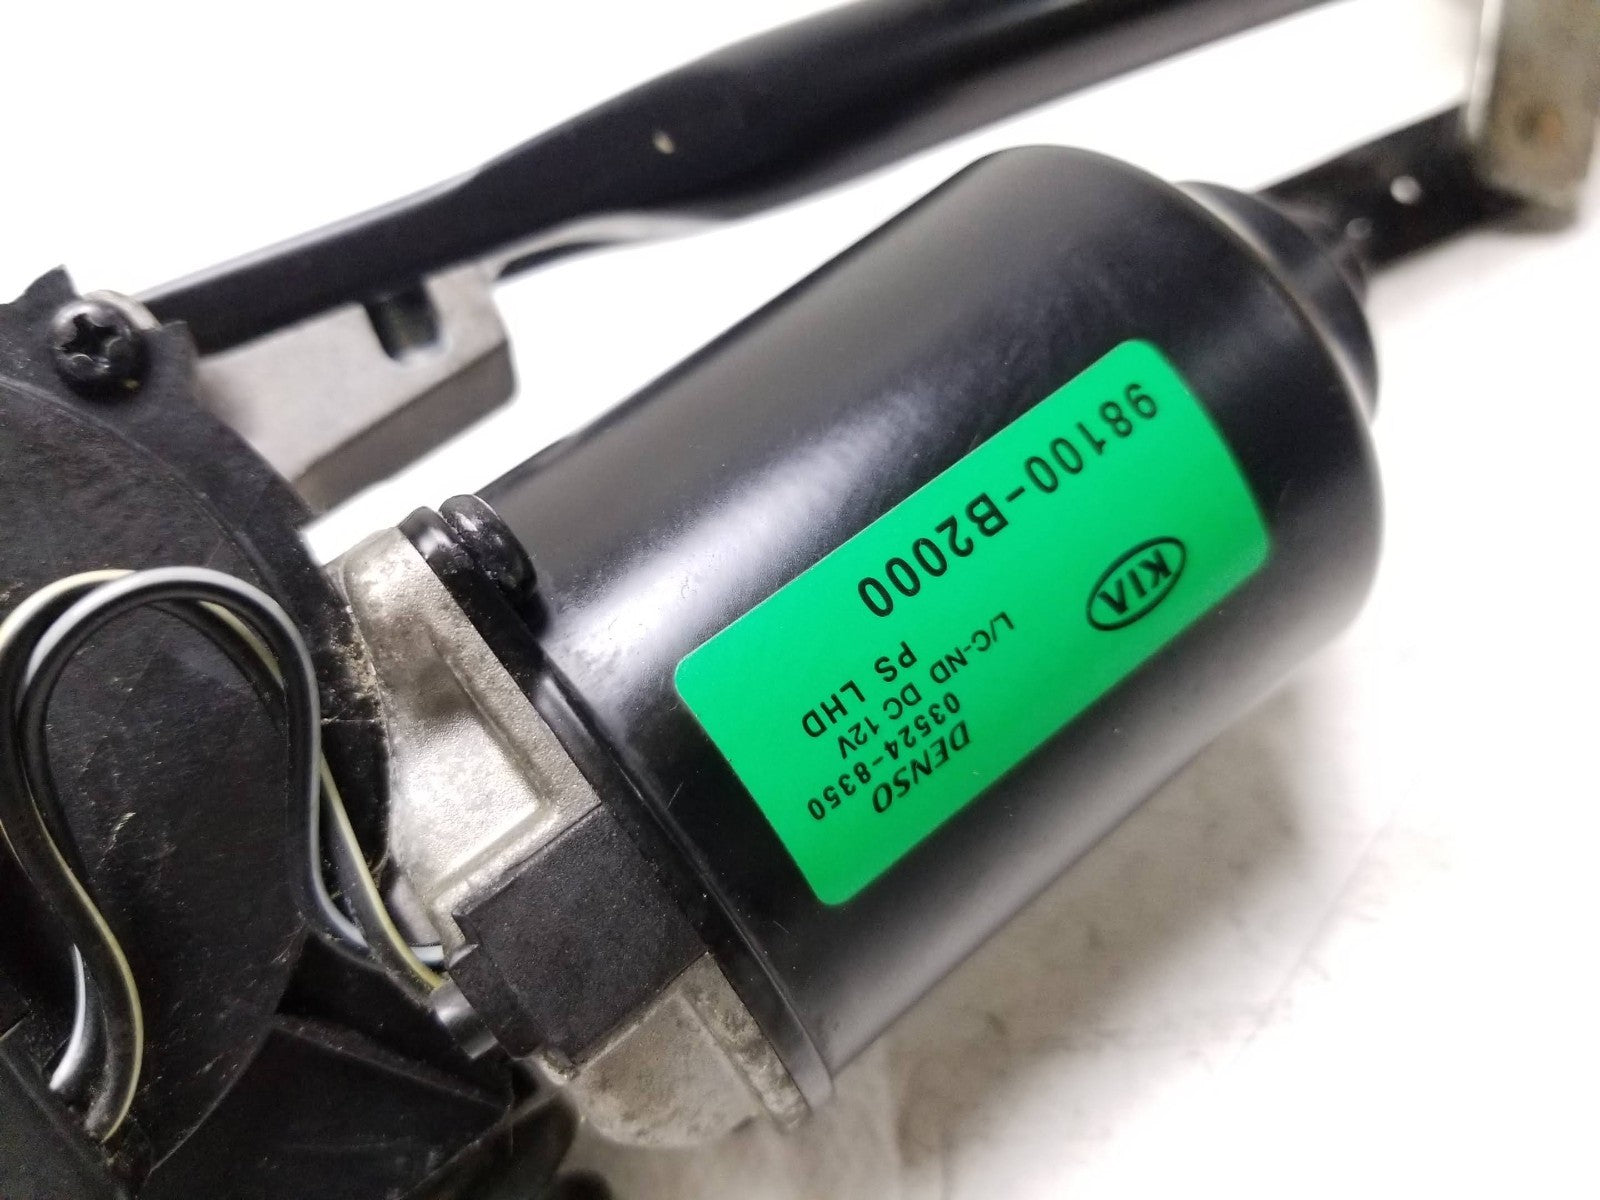 98100-B2000
KIA
L/C-ND DC 12V
PS LHD
03524-8350
DENSO